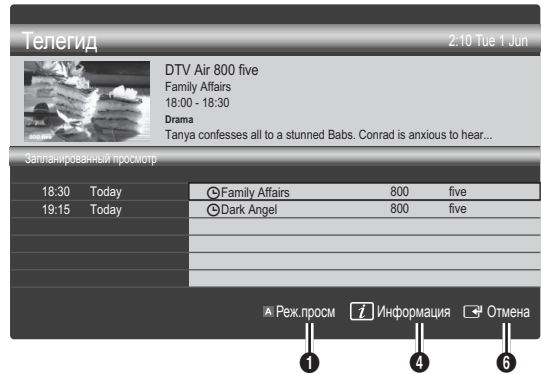 Телегид 2:10 Tue 1 Jun
DTV Air 800 five
Family Affairs
18:00 - 18:30
Drama
Tanya confesses all to a stunned Babs. Conrad is anxious to hear...
800 five
Запланированный просмотр
18:30 Today Family Affairs 800 five
19:15 Today Dark Angel 800 five
A Реж.просм i Информация Отмена
1 4 6